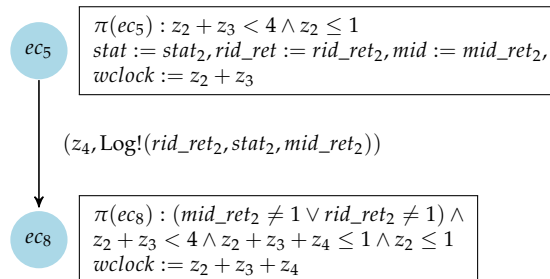 ec₅
π(ec₅) : z₂ + z₃ < 4 ∧ z₂ ≤ 1
stat := stat₂, rid_ret := rid_ret₂, mid := mid_ret₂,
wclock := z₂ + z₃
(z₄, Log!(rid_ret₂, stat₂, mid_ret₂))
ec₈
π(ec₈) : (mid_ret₂ ≠ 1 ∨ rid_ret₂ ≠ 1) ∧
z₂ + z₃ < 4 ∧ z₂ + z₃ + z₄ ≤ 1 ∧ z₂ ≤ 1
wclock := z₂ + z₃ + z₄